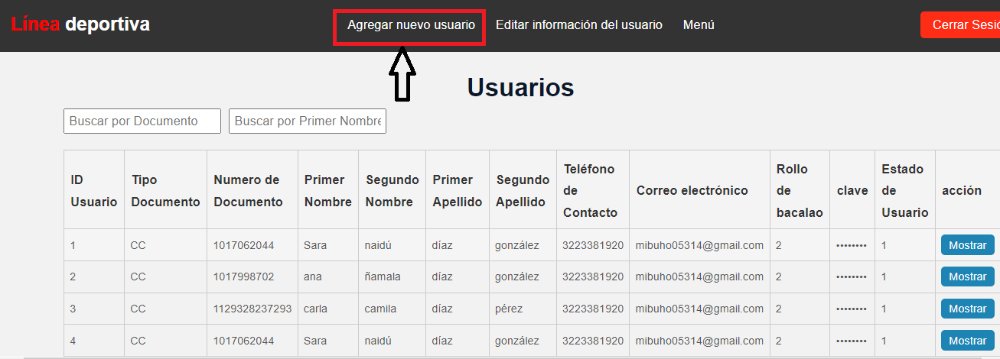 Línea deportiva
Agregar nuevo usuario
Editar información del usuario
Menú
Cerrar Sesi
Usuarios
Buscar por Documento
Buscar por Primer Nombre
ID Usuario
Tipo Documento
Numero de Documento
Primer Nombre
Segundo Nombre
Primer Apellido
Segundo Apellido
Teléfono de Contacto
Correo electrónico
Rollo de bacalao
clave
Estado de Usuario
acción
1 CC 1017062044 Sara naidú díaz gonzález 3223381920 mibuho05314@gmail.com 2 •••••••• 1 Mostrar
2 CC 1017998702 ana ñamala díaz gonzález 3223381920 mibuho05314@gmail.com 2 •••••••• 1 Mostrar
3 CC 1129328237293 carla camila díaz pérez 3223381920 mibuho05314@gmail.com 2 •••••••• 1 Mostrar
4 CC 1017062044 Sara naidú díaz gonzález 3223381920 mibuho05314@gmail.com 2 •••••••• 1 Mostrar